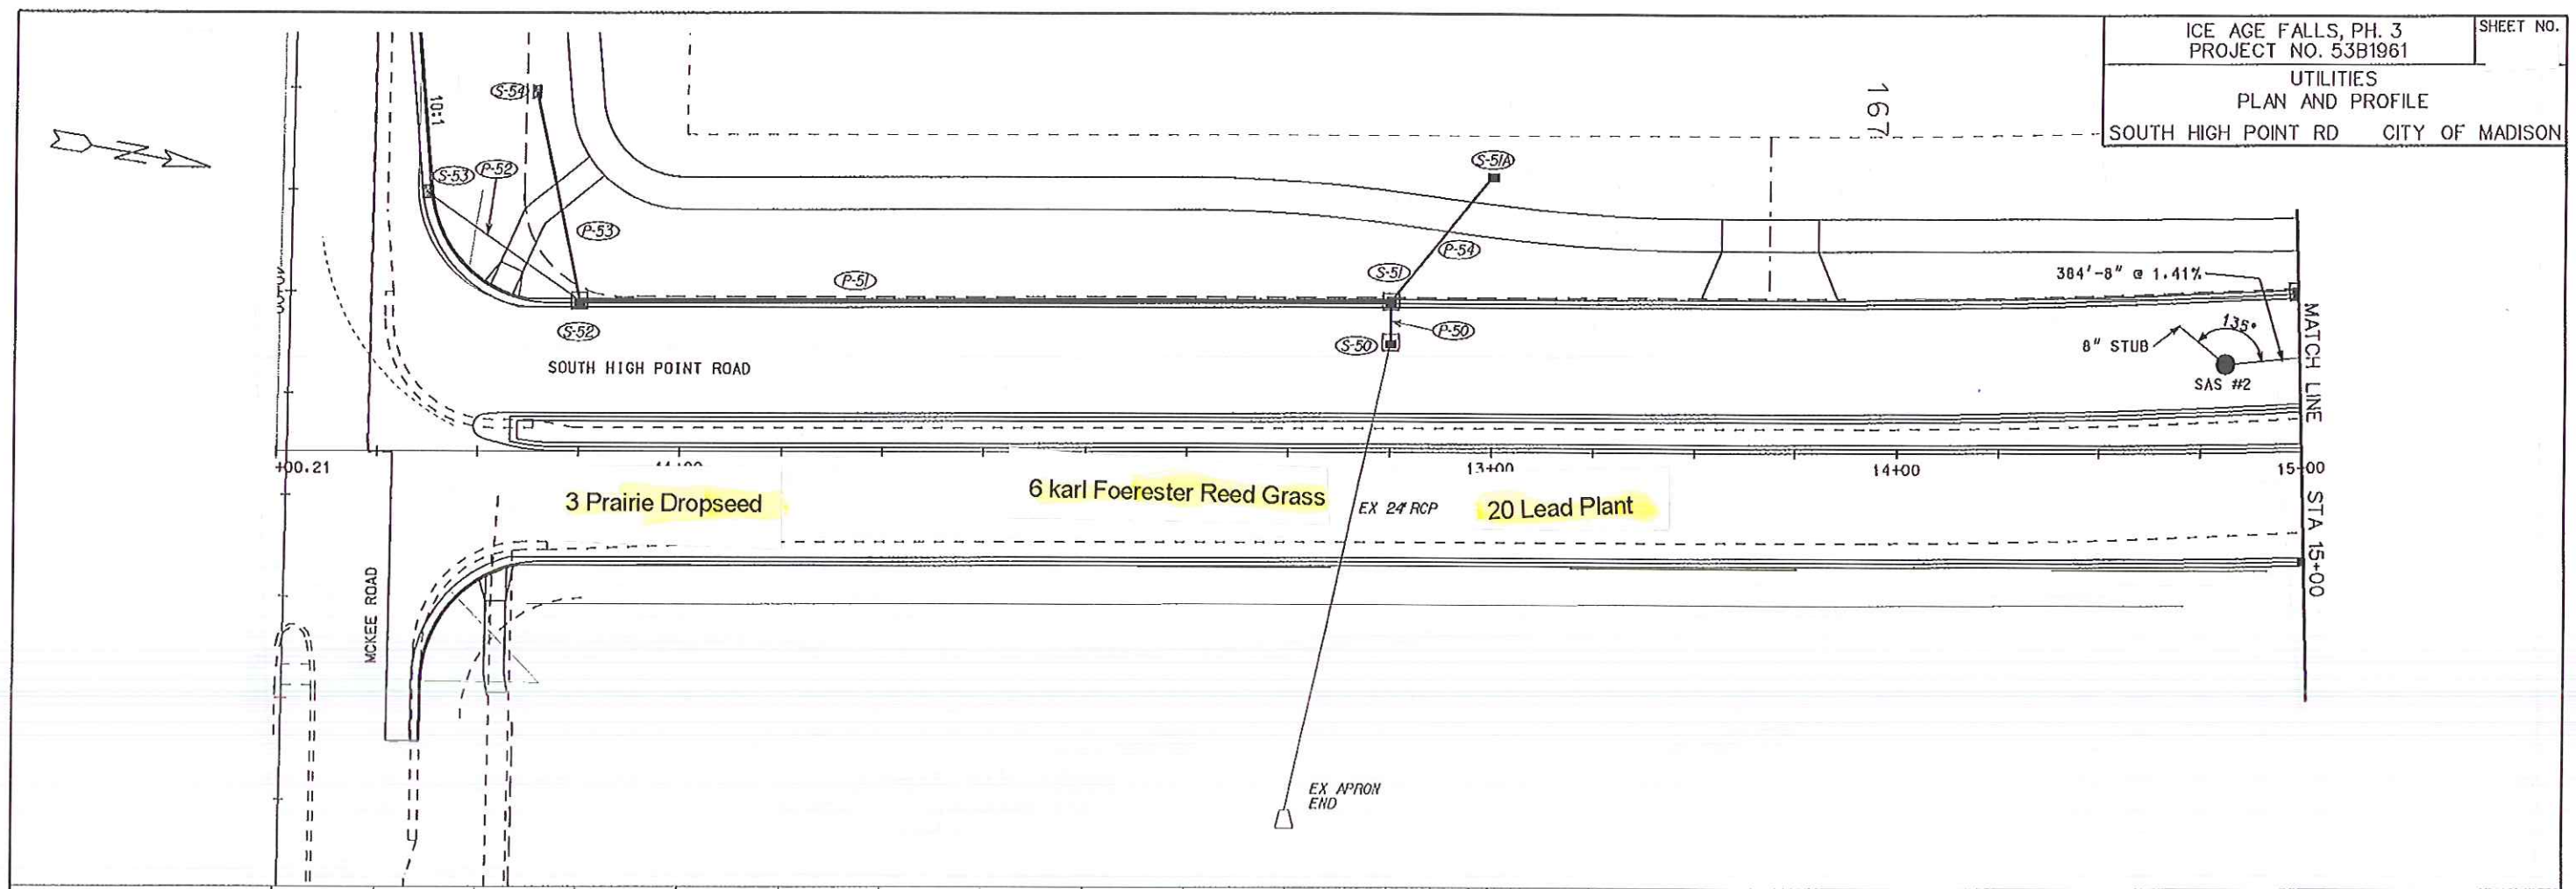 ICE AGE FALLS, PH. 3
PROJECT NO. 53B1961
SHEET NO.
UTILITIES
PLAN AND PROFILE
SOUTH HIGH POINT RD CITY OF MADISON
N
10:1
S-54
S-53
P-52
P-53
167
S-51A
P-54
P-51
S-51
S-52
P-50
S-50
384'-8" @ 1.41%
135°
8" STUB
SAS #2
SOUTH HIGH POINT ROAD
MATCH LINE STA 15+00
+00.21
13+00
14+00
15+00
3 Prairie Dropseed
6 karl Foerester Reed Grass
EX 24" RCP
20 Lead Plant
MCKEE ROAD
EX APRON
END